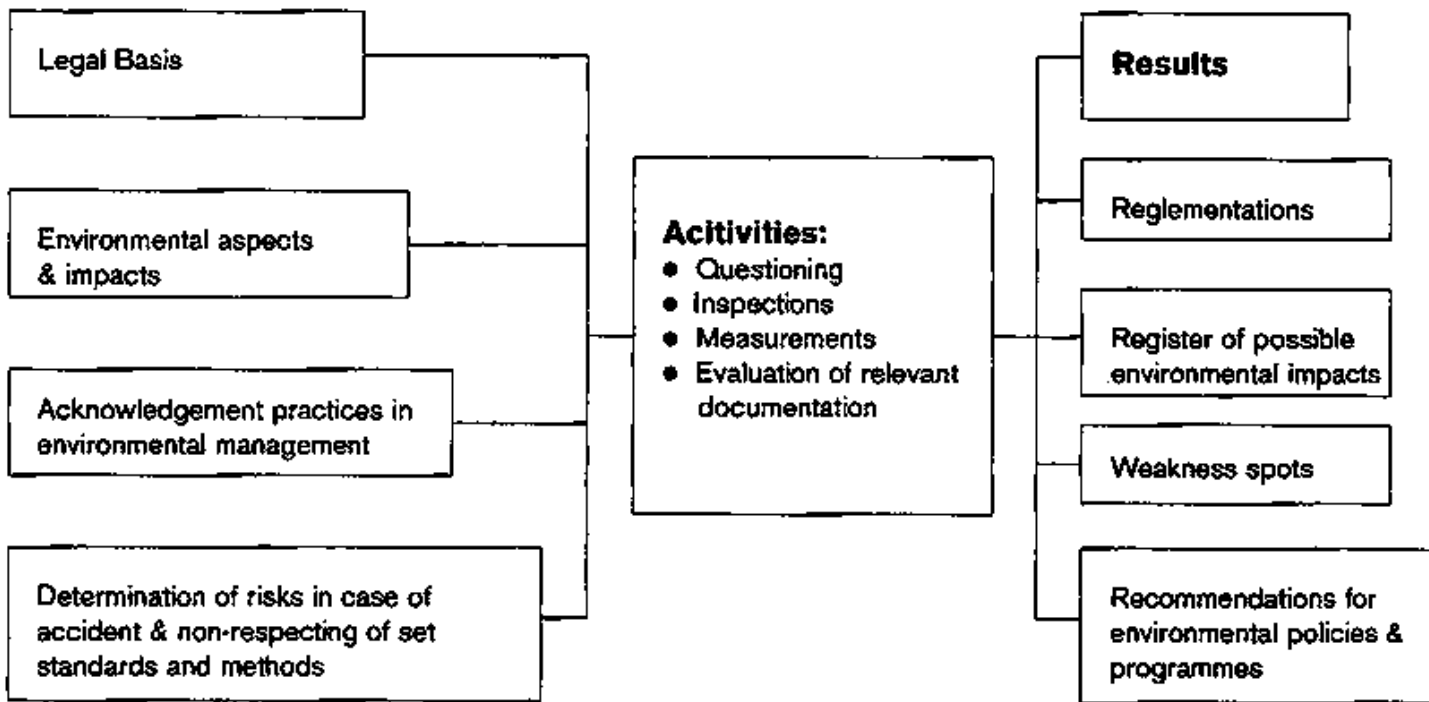 Legal Basis
Environmental aspects
& impacts
Acknowledgement practices in
environmental management
Determination of risks in case of
accident & non-respecting of set
standards and methods
Acitivities:
● Questioning
● Inspections
● Measurements
● Evaluation of relevant
documentation
Results
Reglementations
Register of possible
environmental impacts
Weakness spots
Recommendations for
environmental policies &
programmes